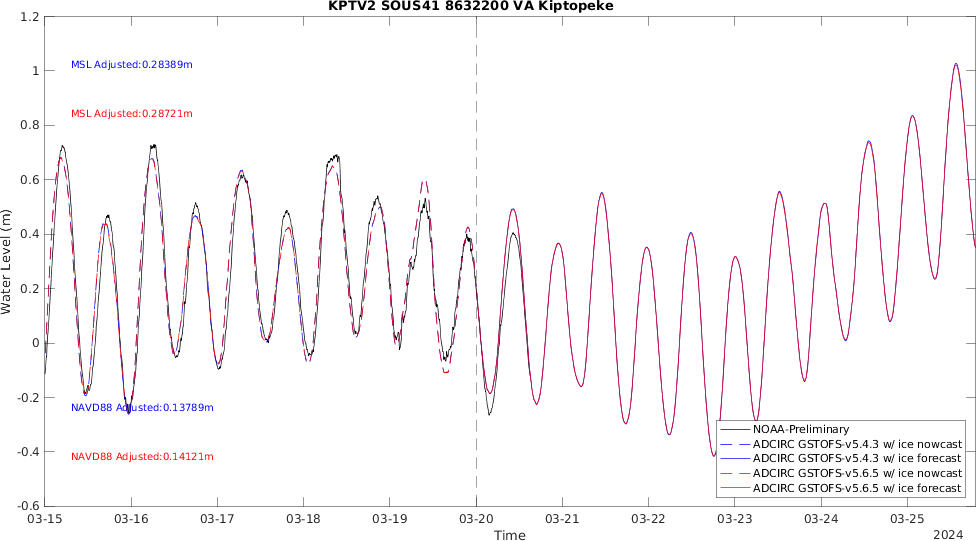 KPTV2 SOUS41 8632200 VA Kiptopeke
1.2
1
0.8
0.6
0.4
0.2
0
-0.2
-0.4
-0.6
Water Level (m)
MSL Adjusted:0.28389m
MSL Adjusted:0.28721m
NAVD88 Adjusted:0.13789m
NAVD88 Adjusted:0.14121m
NOAA-Preliminary
ADCIRC GSTOFS-v5.4.3 w/ ice nowcast
ADCIRC GSTOFS-v5.4.3 w/ ice forecast
ADCIRC GSTOFS-v5.6.5 w/ ice nowcast
ADCIRC GSTOFS-v5.6.5 w/ ice forecast
03-15 03-16 03-17 03-18 03-19 03-20 03-21 03-22 03-23 03-24 03-25
Time
2024